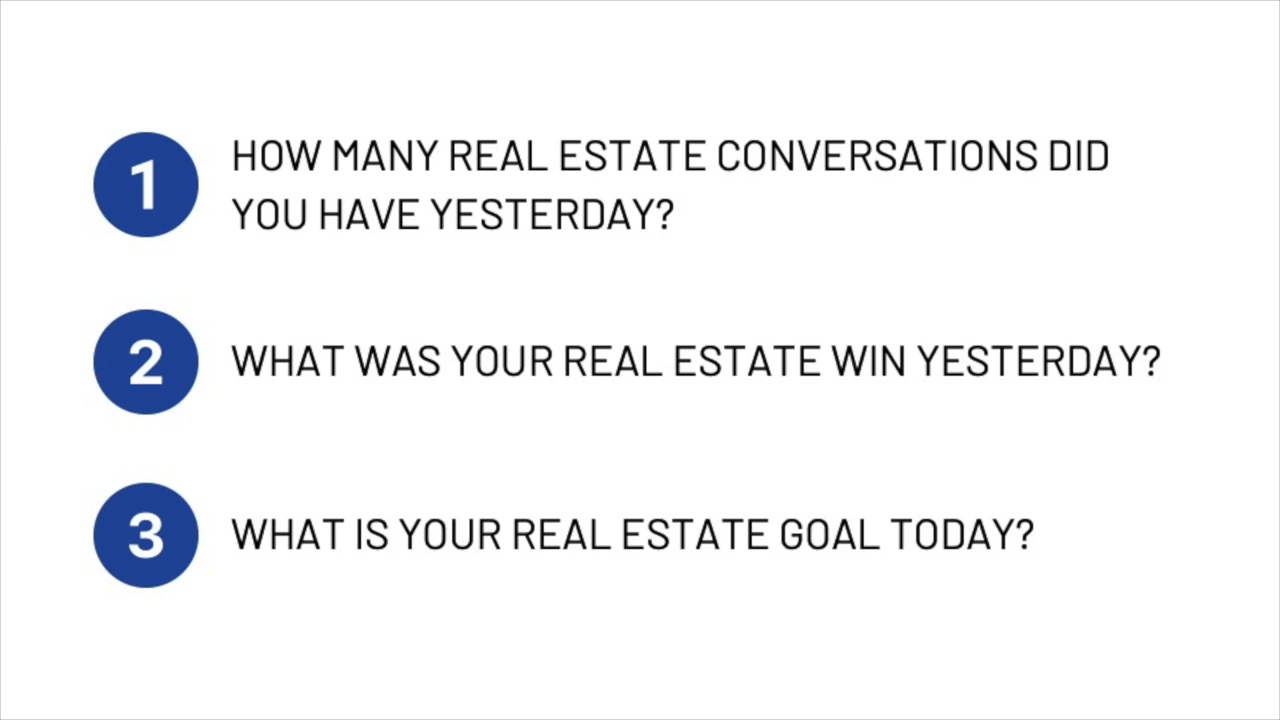 1
HOW MANY REAL ESTATE CONVERSATIONS DID
YOU HAVE YESTERDAY?
2
WHAT WAS YOUR REAL ESTATE WIN YESTERDAY?
3
WHAT IS YOUR REAL ESTATE GOAL TODAY?